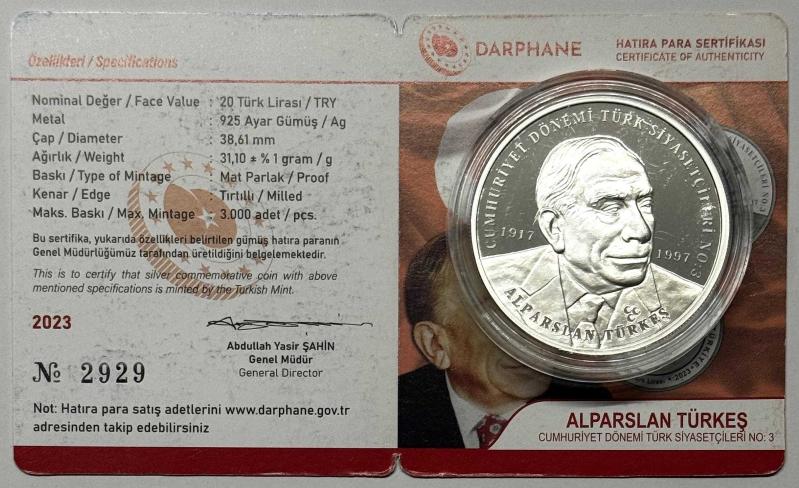 Özellikleri / Specifications
Nominal Değer / Face Value : 20 Türk Lirası / TRY
Metal : 925 Ayar Gümüş / Ag
Çap / Diameter : 38,61 mm
Ağırlık / Weight : 31,10 ± % 1 gram / g
Baskı / Type of Mintage : Mat Parlak / Proof
Kenar / Edge : Tırtıllı / Milled
Maks. Baskı / Max. Mintage : 3.000 adet / pçs.
Bu sertifika, yukarıda özellikleri belirtilen gümüş hatıra paranın
Genel Müdürlüğümüz tarafından üretildiğini belgelemektedir.
This is to certify that silver commemorative coin with above
mentioned specifications is minted by the Turkish Mint.
2023
Abdullah Yasir ŞAHİN
Genel Müdür
General Director
№ 2929
Not: Hatıra para satış adetlerini www.darphane.gov.tr
adresinden takip edebilirsiniz
DARPHANE
HATIRA PARA SERTİFİKASI
CERTIFICATE OF AUTHENTICITY
CUMHURİYET DÖNEMİ TÜRK SİYASETÇİLERİ NO:3
1917
1997
ALPARSLAN TÜRKEŞ
ALPARSLAN TÜRKEŞ
CUMHURİYET DÖNEMİ TÜRK SİYASETÇİLERİ NO: 3